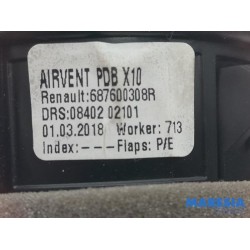 AIRVENT PDB X10
Renault:687600308R
DRS:08402 02101
01.03.2018 Worker: 713
Index:--- Flaps: P/E